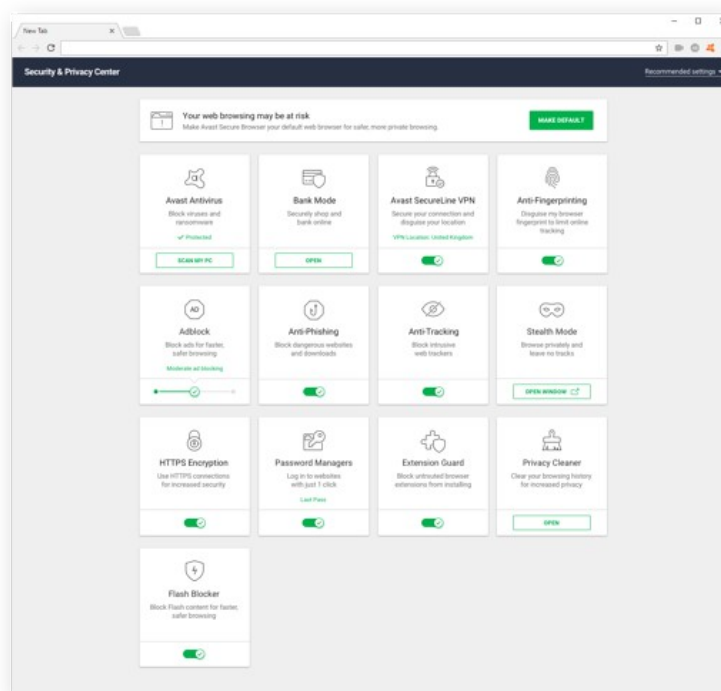 New Tab
Security & Privacy Center
Recommended settings
Your web browsing may be at risk
Make Avast Secure Browser your default web browser for safer, more private browsing.
MAKE DEFAULT
Avast Antivirus
Block viruses and
ransomware
Protected
SCAN MY PC
Bank Mode
Securely shop and
bank online
OPEN
Avast SecureLine VPN
Secure your connection and
disguise your location
VPN Location: United Kingdom
Anti-Fingerprinting
Disguise my browser
fingerprint to limit online
tracking
AD
Adblock
Block ads for faster,
safer browsing
Moderate ad blocking
Anti-Phishing
Block dangerous websites
and downloads
Anti-Tracking
Block intrusive
web trackers
Stealth Mode
Browse privately and
leave no tracks
OPEN WINDOW
HTTPS Encryption
Use HTTPS connections
for increased security
Password Managers
Log in to websites
with just 1 click
Last Pass
Extension Guard
Block untrusted browser
extensions from installing
Privacy Cleaner
Clear your browsing history
for increased privacy
OPEN
Flash Blocker
Block Flash content for faster,
safer browsing